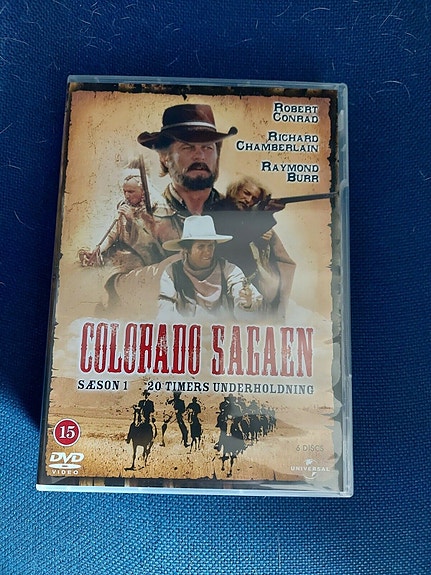 ROBERT
CONRAD
RICHARD
CHAMBERLAIN
RAYMOND
BURR
COLORADO SAGAEN
SÆSON 1 20 TIMERS UNDERHOLDNING
15
DVD
VIDEO
6 DISCS
UNIVERSAL